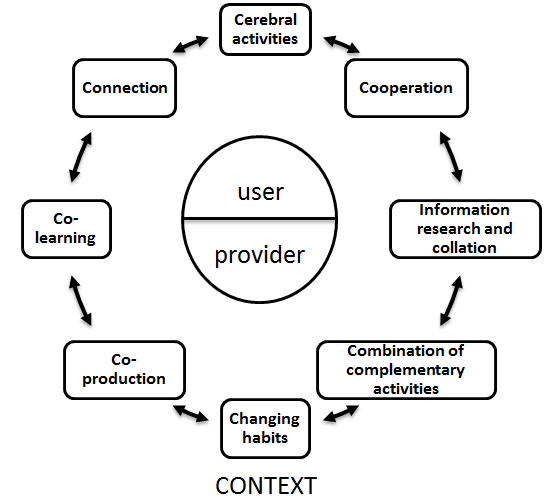 Cerebral
activities
Connection
Cooperation
user
Co-
learning
Information
research and
collation
provider
Co-
production
Combination of
complementary
activities
Changing
habits
CONTEXT